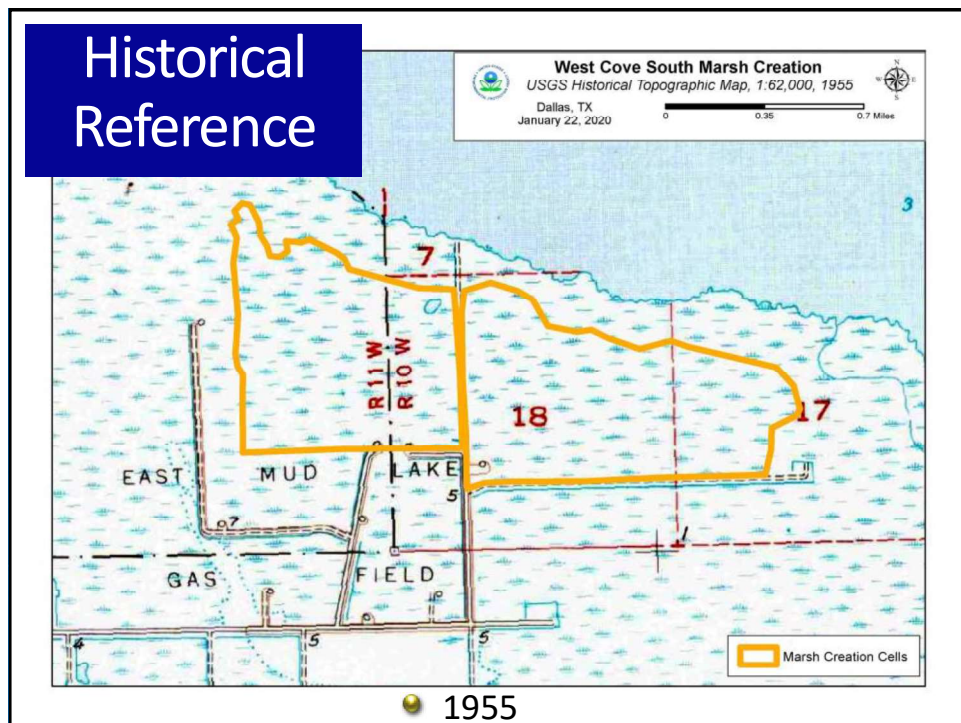 Historical
Reference
West Cove South Marsh Creation
USGS Historical Topographic Map, 1:62,000, 1955
Dallas, TX
January 22, 2020
0 0.35 0.7 Miles
N
W E
S
3
7
R 11 W
R 10 W
18
17
EAST MUD LAKE
5
7
GAS FIELD
4
5
5
Marsh Creation Cells
1955